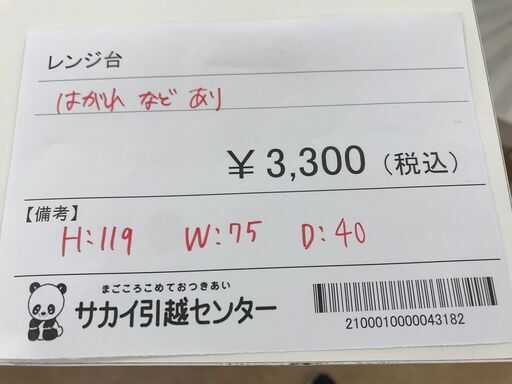 レンジ台
はがれ など あり
￥3,300（税込）
【備考】
H:119 W:75 D:40
まごころこめておつきあい
サカイ引越センター
2100010000043182